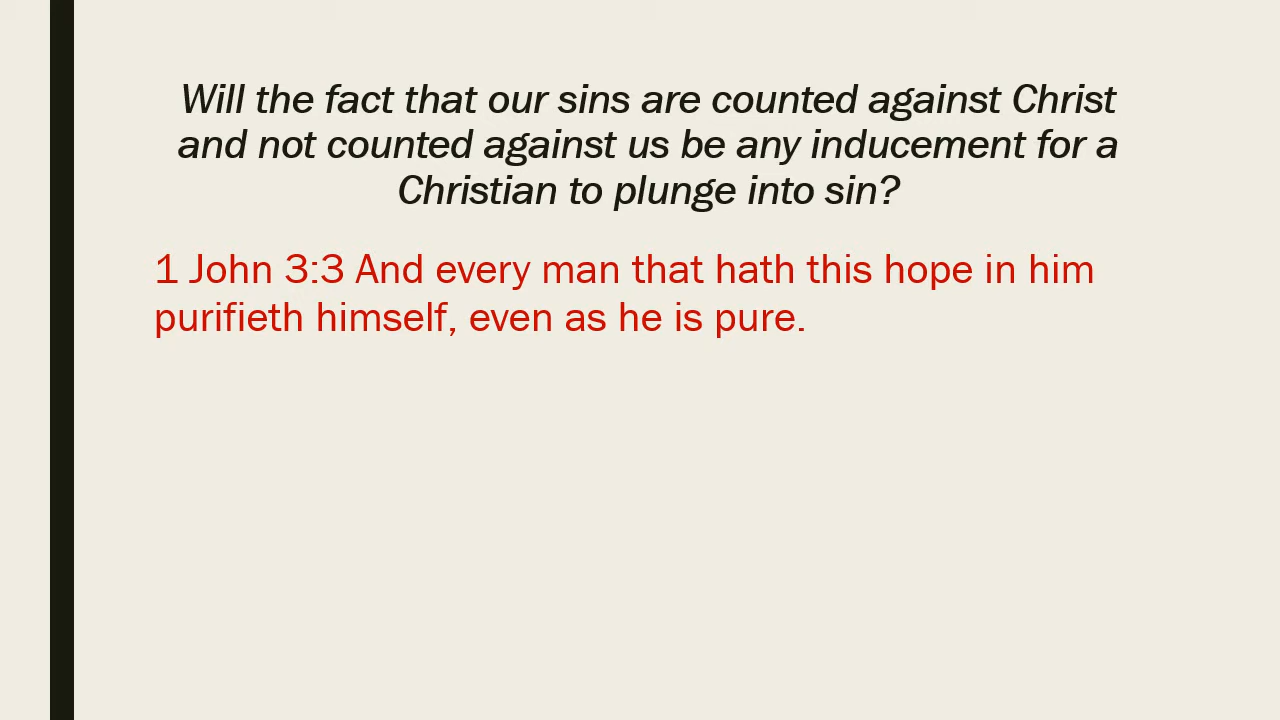 Will the fact that our sins are counted against Christ
and not counted against us be any inducement for a
Christian to plunge into sin?
1 John 3:3 And every man that hath this hope in him
purifieth himself, even as he is pure.